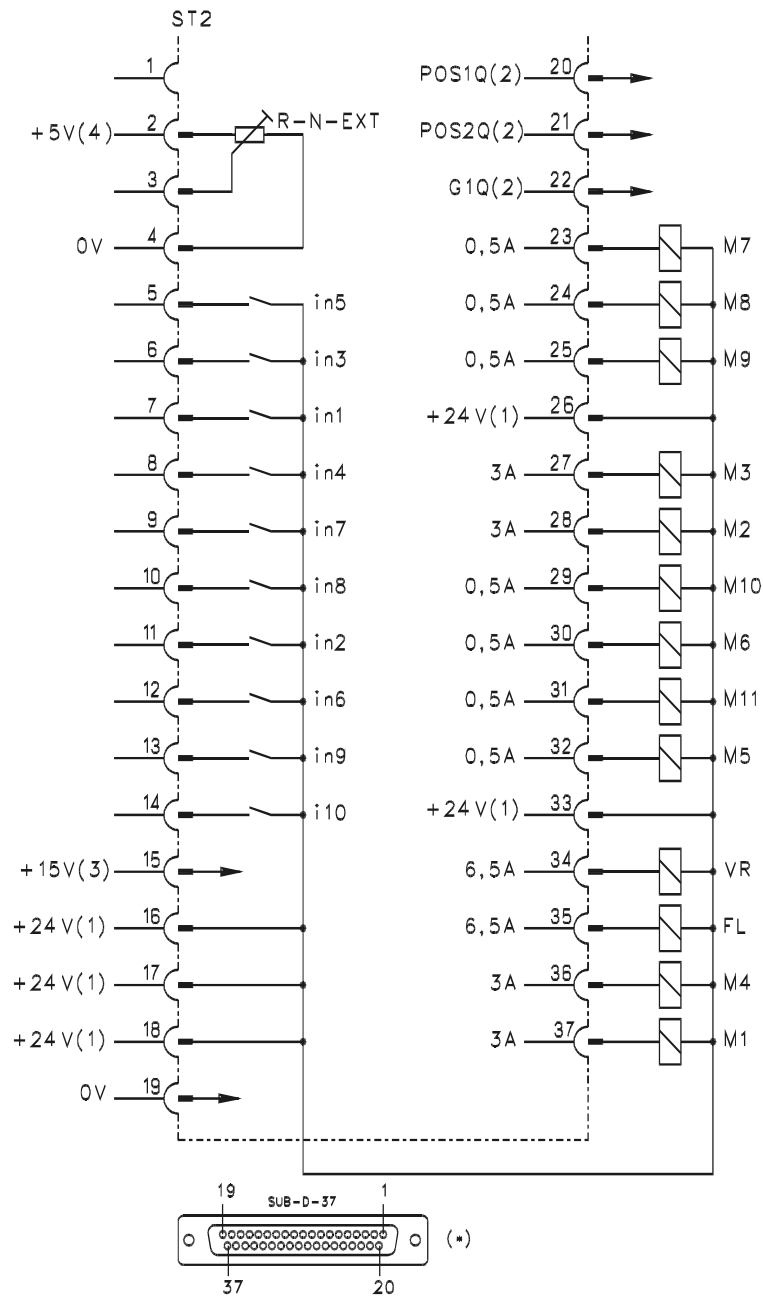 ST2
1
+5V(4) 2 R-N-EXT
3
0V 4
5 in5
6 in3
7 in1
8 in4
9 in7
10 in8
11 in2
12 in6
13 in9
14 i10
+15V(3) 15
+24V(1) 16
+24V(1) 17
+24V(1) 18
0V 19
POS1Q(2) 20
POS2Q(2) 21
G1Q(2) 22
0,5A 23 M7
0,5A 24 M8
0,5A 25 M9
+24V(1) 26
3A 27 M3
3A 28 M2
0,5A 29 M10
0,5A 30 M6
0,5A 31 M11
0,5A 32 M5
+24V(1) 33
6,5A 34 VR
6,5A 35 FL
3A 36 M4
3A 37 M1
19 SUB-D-37 1
(*)
37 20